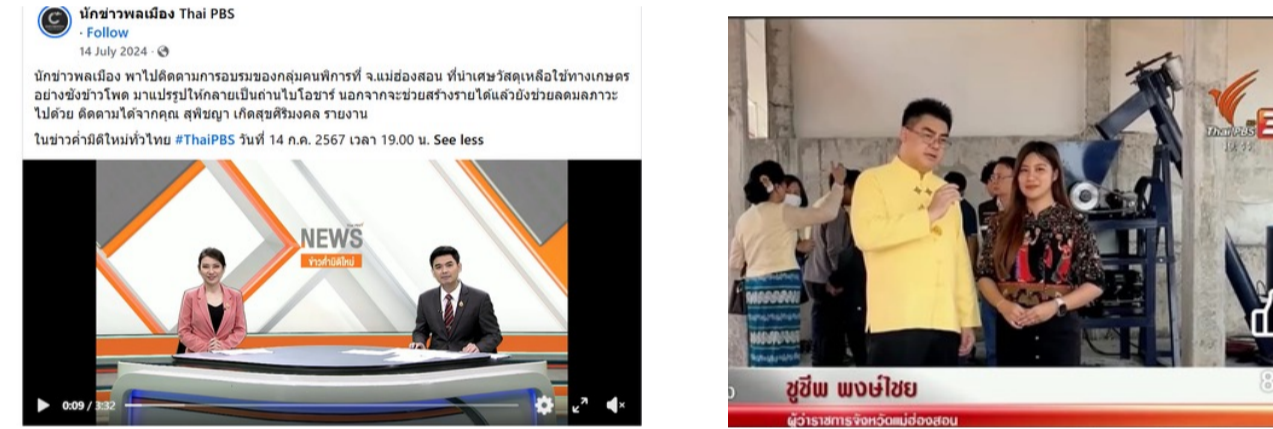 นักข่าวพลเมือง Thai PBS
· Follow
14 July 2024 ·
นักข่าวพลเมือง พาไปติดตามการอบรมของกลุ่มคนพิการที่ จ.แม่ฮ่องสอน ที่นำเศษวัสดุเหลือใช้ทางเกษตร
อย่างซังข้าวโพด มาแปรรูปให้กลายเป็นถ่านไบโอชาร์ นอกจากจะช่วยสร้างรายได้แล้วยังช่วยลดมลภาวะ
ไปด้วย ติดตามได้จากคุณ สุพิชญา เกิดสุขศิริมงคล รายงาน
ในข่าวค่ำมิติใหม่ทั่วไทย #ThaiPBS วันที่ 14 ก.ค. 2567 เวลา 19.00 น. See less
NEWS
ข่าวค่ำมิติใหม่
0:09 / 3:32
Thai PBS
ชูชีพ พงษ์ไชย
ผู้ว่าราชการจังหวัดแม่ฮ่องสอน